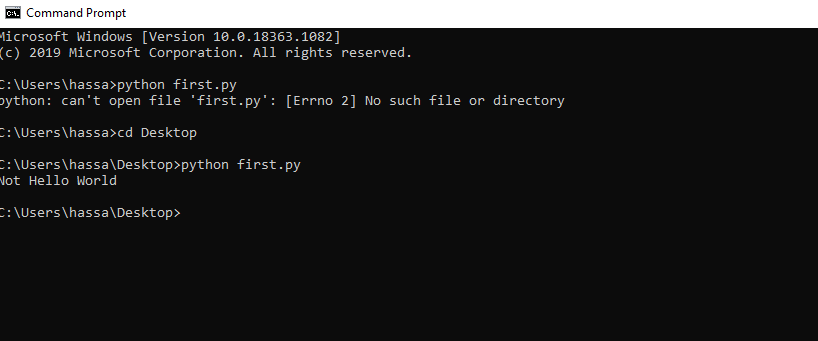 Command Prompt
Microsoft Windows [Version 10.0.18363.1082]
(c) 2019 Microsoft Corporation. All rights reserved.
C:\Users\hassa>python first.py
python: can't open file 'first.py': [Errno 2] No such file or directory
C:\Users\hassa>cd Desktop
C:\Users\hassa\Desktop>python first.py
Not Hello World
C:\Users\hassa\Desktop>